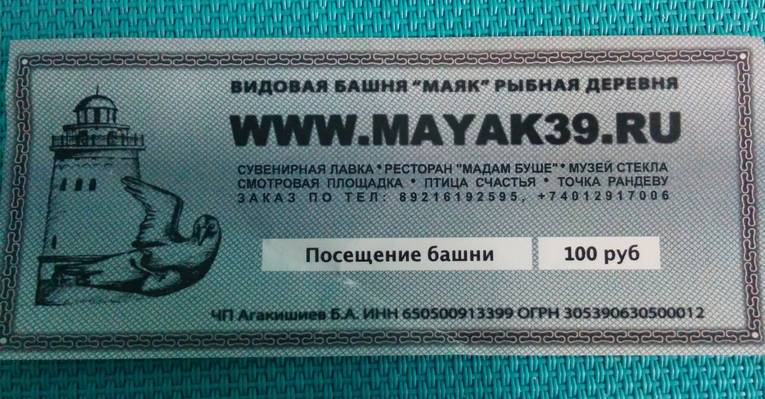 ВИДОВАЯ БАШНЯ "МАЯК" РЫБНАЯ ДЕРЕВНЯ
WWW.MAYAK39.RU
СУВЕНИРНАЯ ЛАВКА * РЕСТОРАН "МАДАМ БУШЕ" * МУЗЕЙ СТЕКЛА
СМОТРОВАЯ ПЛОЩАДКА * ПТИЦА СЧАСТЬЯ * ТОЧКА РАНДЕВУ
ЗАКАЗ ПО ТЕЛ: 89216192595, +74012917006
Посещение башни 100 руб
ЧП Агакишиев Б.А. ИНН 650500913399 ОГРН 305390630500012